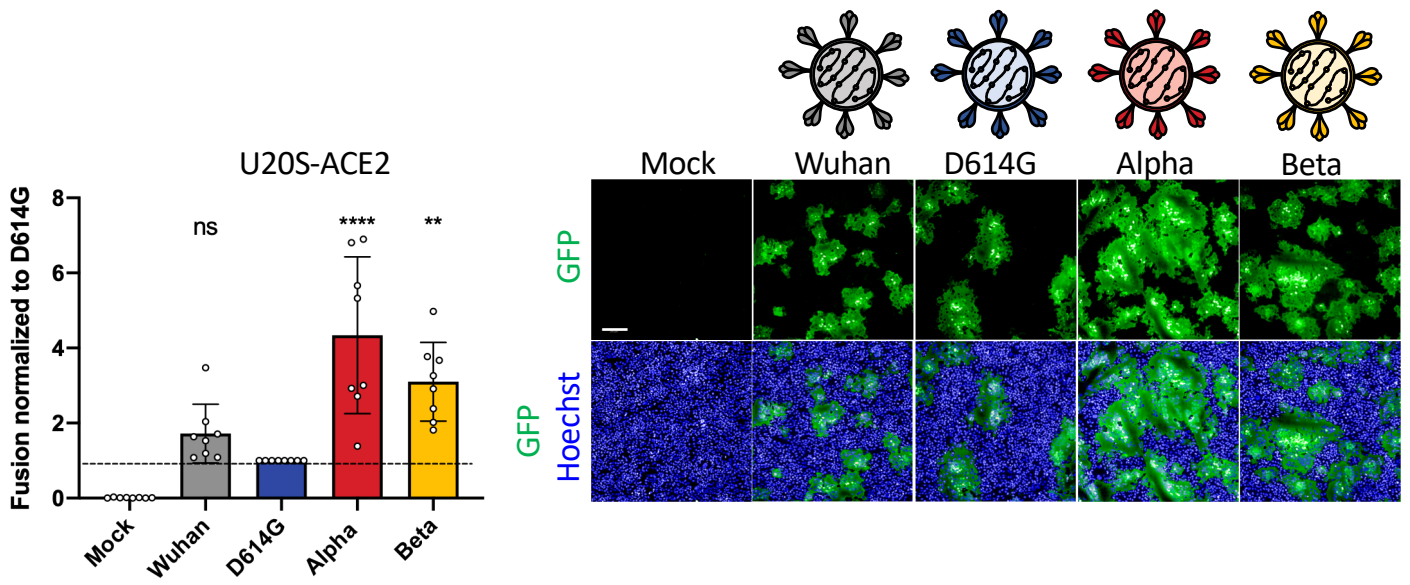 U20S-ACE2
Fusion normalized to D614G
8
6
4
2
0
ns
****
**
Mock
Wuhan
D614G
Alpha
Beta
Mock
Wuhan
D614G
Alpha
Beta
GFP
GFP
Hoechst